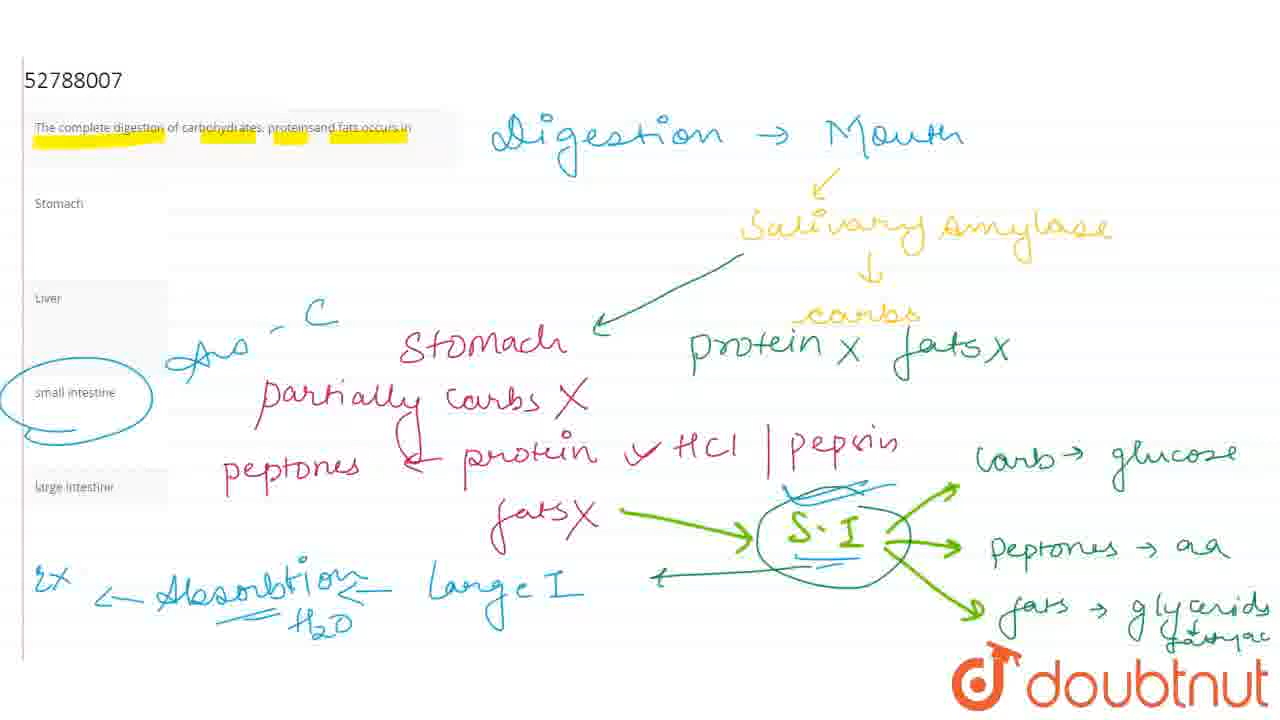 52788007
The complete digestion of carbohydrates, proteinsand fats occurs in
Digestion → Mouth
Stomach
Salivary amylase
Liver
carbs
Ans - C
Stomach
protein x fats x
small intestine
partially carbs X
peptones ← protein ✓ HCl | pepsin
carb → glucose
large intestine
fats X
S.I
peptones → aa
Absorbtion ← Large I
H2O
fats → glycerids
doubtnut